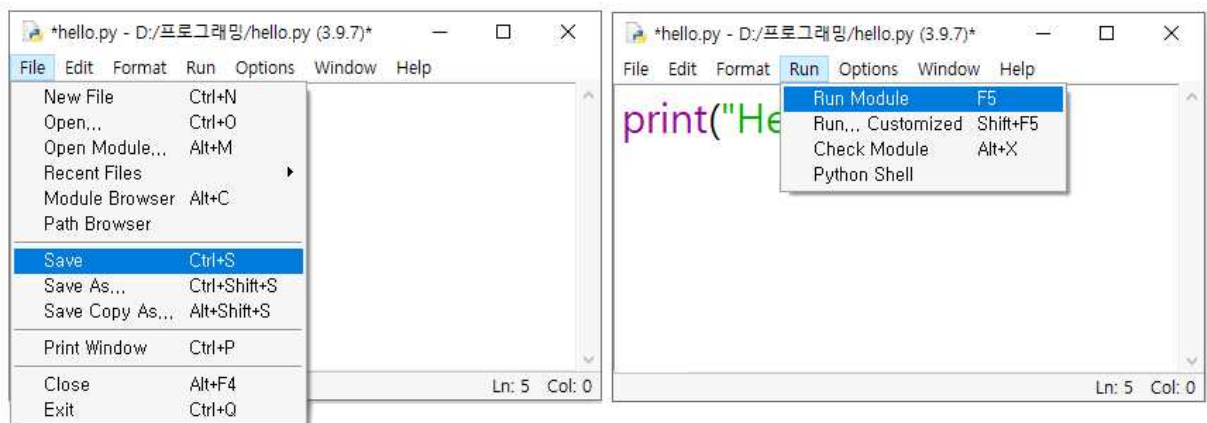 *hello.py - D:/프로그래밍/hello.py (3.9.7)*
File Edit Format Run Options Window Help
New File Ctrl+N
Open... Ctrl+O
Open Module... Alt+M
Recent Files
Module Browser Alt+C
Path Browser
Save Ctrl+S
Save As... Ctrl+Shift+S
Save Copy As... Alt+Shift+S
Print Window Ctrl+P
Close Alt+F4
Exit Ctrl+Q
Ln: 5 Col: 0
*hello.py - D:/프로그래밍/hello.py (3.9.7)*
File Edit Format Run Options Window Help
print("He
Run Module F5
Run... Customized Shift+F5
Check Module Alt+X
Python Shell
Ln: 5 Col: 0